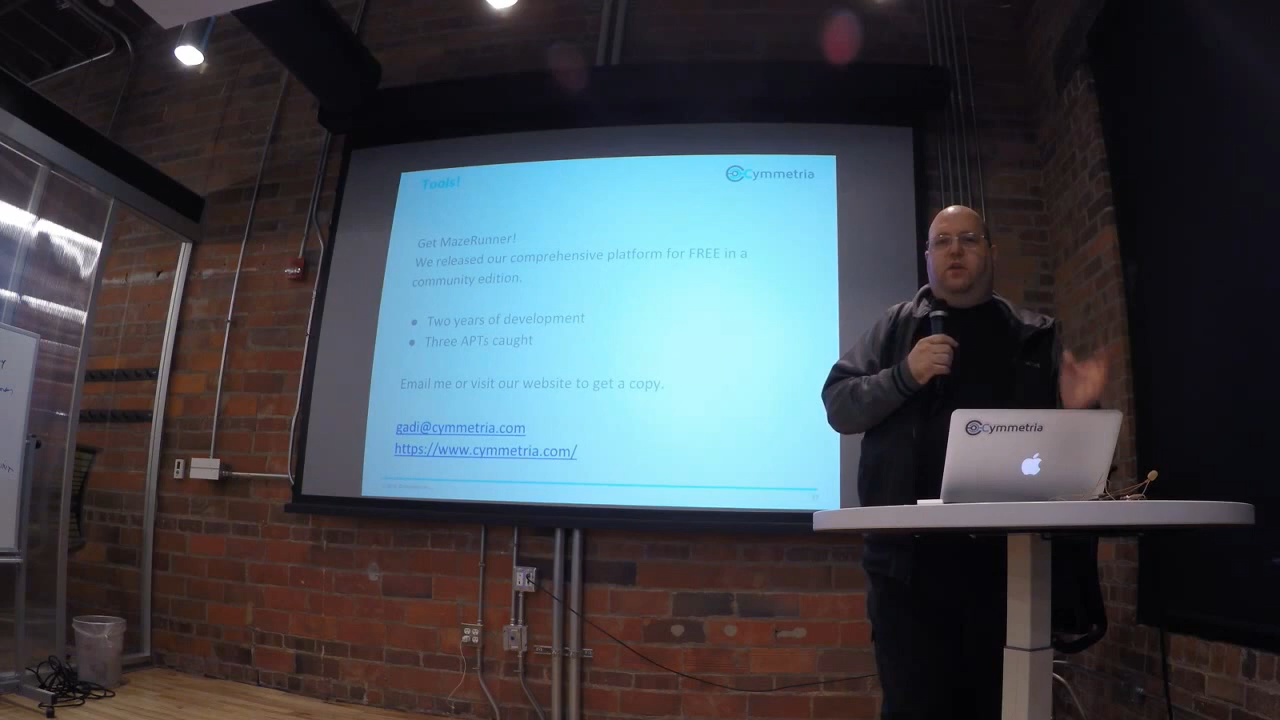 Tools!
Cymmetria
Get MazeRunner!
We released our comprehensive platform for FREE in a
community edition.
● Two years of development
● Three APTs caught
Email me or visit our website to get a copy.
gadi@cymmetria.com
https://www.cymmetria.com/
Cymmetria